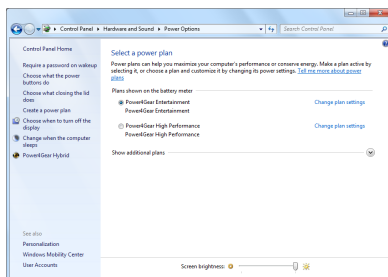 Control Panel ▸ Hardware and Sound ▸ Power Options
Search Control Panel
Control Panel Home
Require a password on wakeup
Choose what the power
buttons do
Choose what closing the lid
does
Create a power plan
Choose when to turn off the
display
Change when the computer
sleeps
Power4Gear Hybrid
See also
Personalization
Windows Mobility Center
User Accounts
Select a power plan
Power plans can help you maximize your computer's performance or conserve energy. Make a plan active by
selecting it, or choose a plan and customize it by changing its power settings. Tell me more about power
plans
Plans shown on the battery meter
Power4Gear Entertainment Change plan settings
Power4Gear Entertainment
Power4Gear High Performance Change plan settings
Power4Gear High Performance
Show additional plans
Screen brightness: